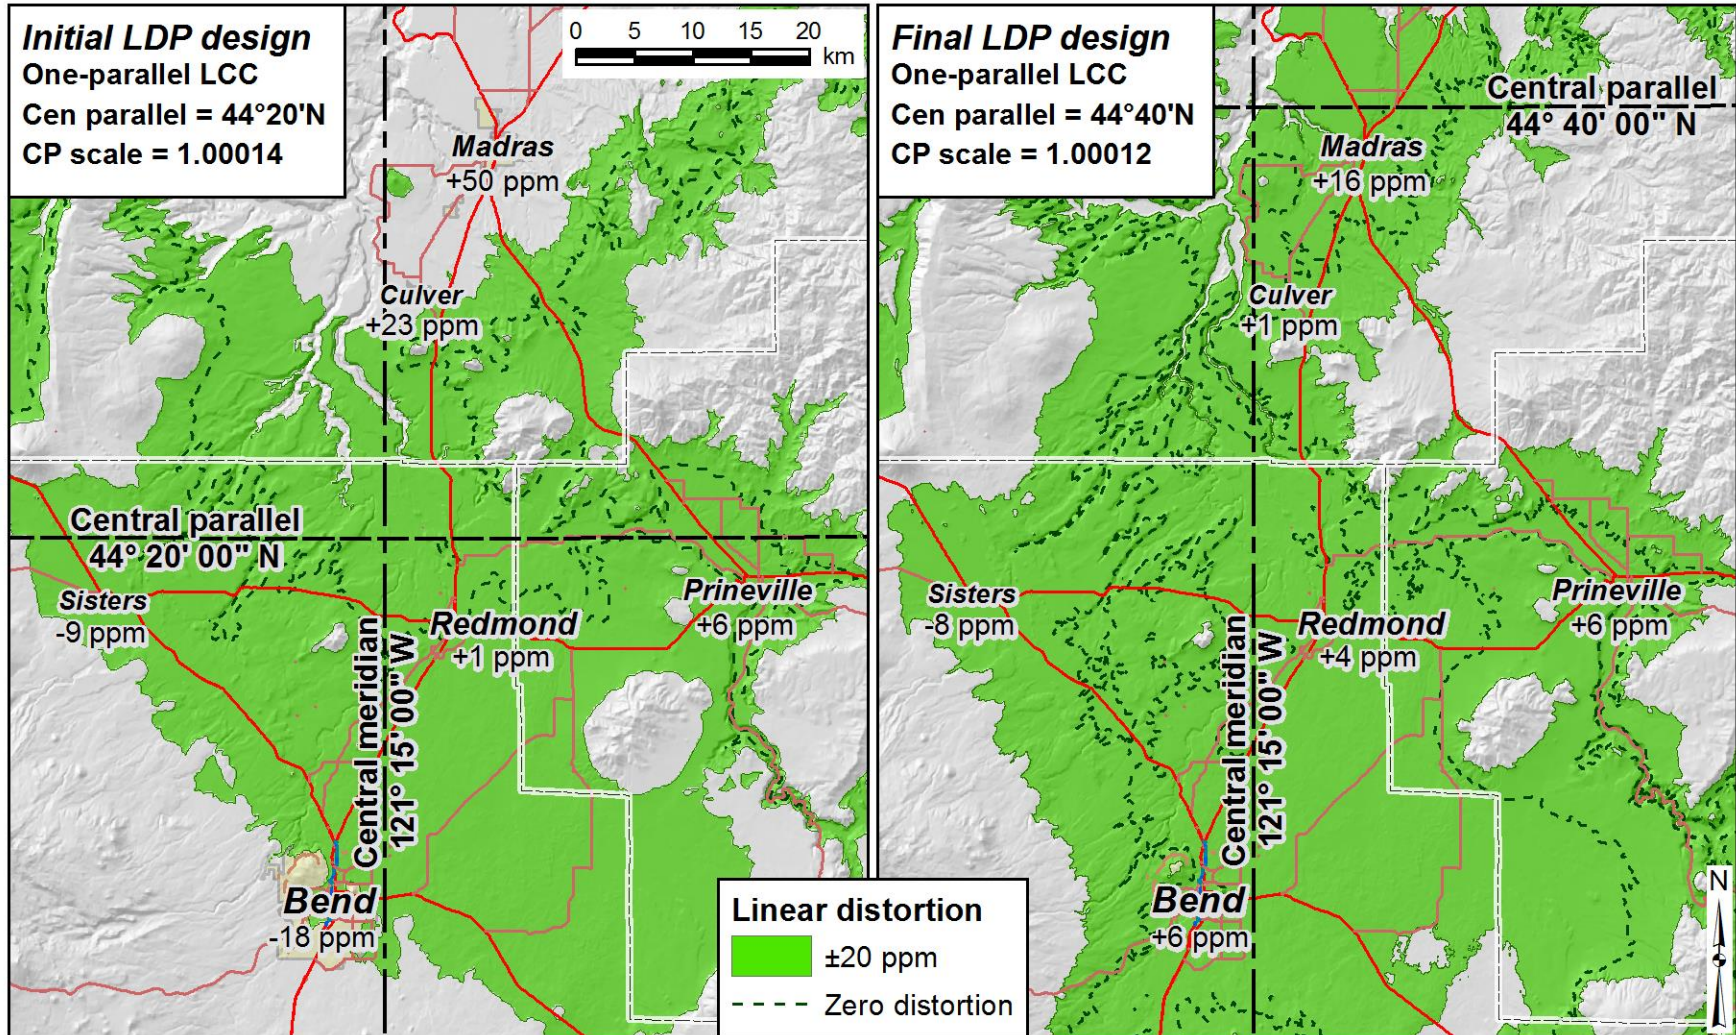 Initial LDP design
One-parallel LCC
Cen parallel = 44°20'N
CP scale = 1.00014
0 5 10 15 20
km
Madras
+50 ppm
Culver
+23 ppm
Central parallel
44° 20' 00" N
Sisters
-9 ppm
Redmond
+1 ppm
Prineville
+6 ppm
Central meridian
121° 15' 00" W
Bend
-18 ppm
Final LDP design
One-parallel LCC
Cen parallel = 44°40'N
CP scale = 1.00012
Central parallel
44° 40' 00" N
Madras
+16 ppm
Culver
+1 ppm
Sisters
-8 ppm
Redmond
+4 ppm
Prineville
+6 ppm
Central meridian
121° 15' 00" W
Bend
+6 ppm
Linear distortion
±20 ppm
Zero distortion
N